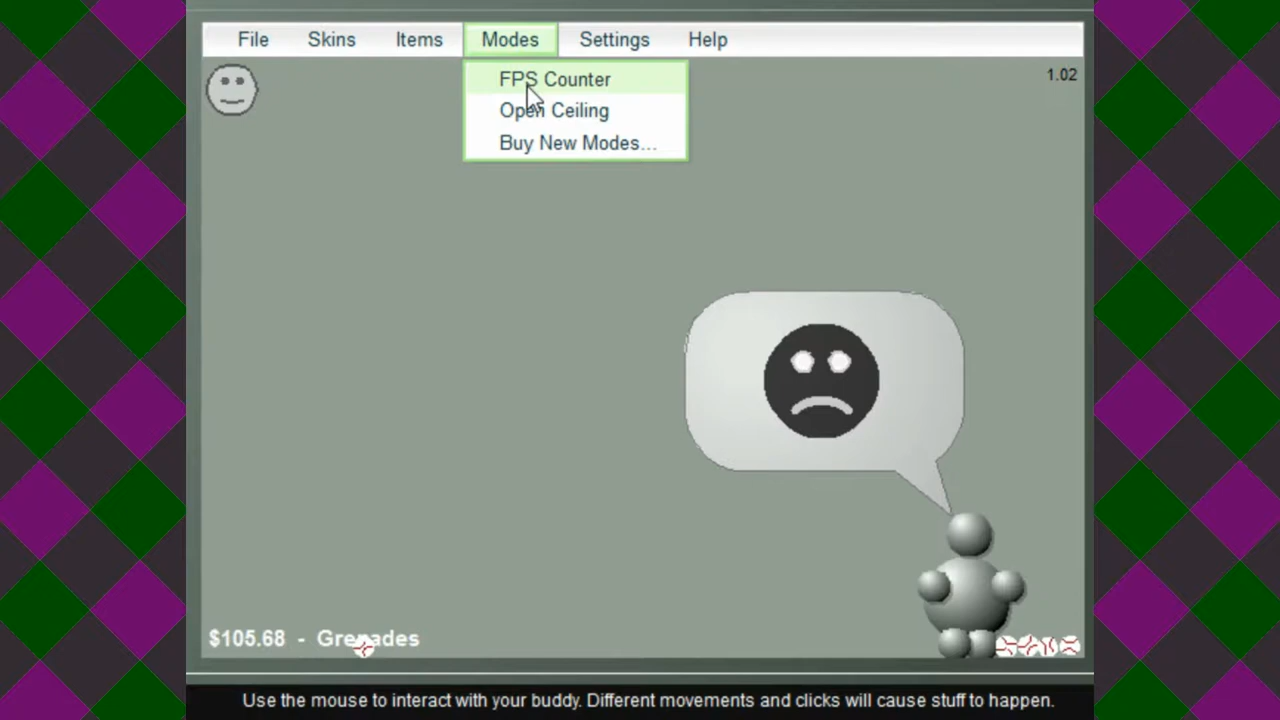 File Skins Items Modes Settings Help
FPS Counter
1.02
Open Ceiling
Buy New Modes...
$105.68 - Grenades
Use the mouse to interact with your buddy. Different movements and clicks will cause stuff to happen.